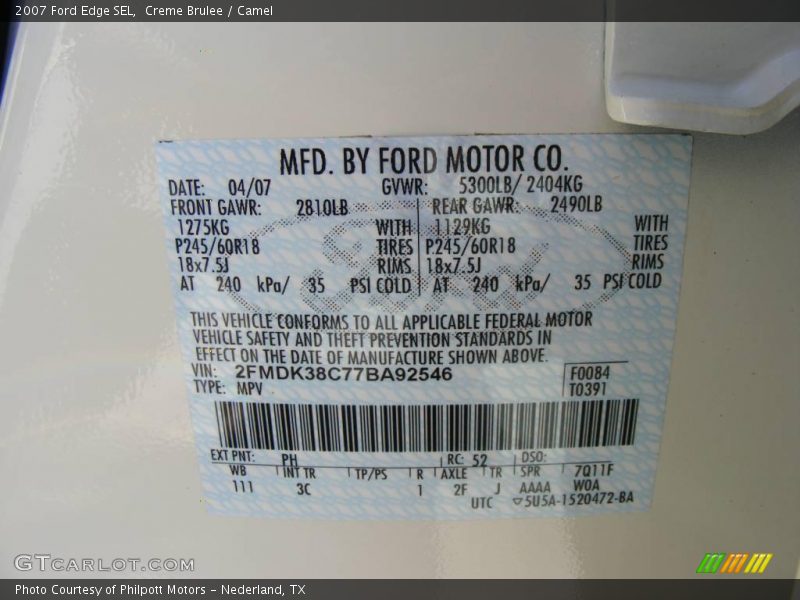 2007 Ford Edge SEL, Creme Brulee / Camel
MFD. BY FORD MOTOR CO.
DATE: 04/07 GVWR: 5300LB/ 2404KG
FRONT GAWR: 2810LB REAR GAWR: 2490LB
1275KG WITH 1129KG WITH
P245/60R18 TIRES P245/60R18 TIRES
18x7.5J RIMS 18x7.5J RIMS
AT 240 kPa/ 35 PSI COLD AT 240 kPa/ 35 PSI COLD
THIS VEHICLE CONFORMS TO ALL APPLICABLE FEDERAL MOTOR
VEHICLE SAFETY AND THEFT PREVENTION STANDARDS IN
EFFECT ON THE DATE OF MANUFACTURE SHOWN ABOVE.
VIN: 2FMDK38C77BA92546 F0084
TYPE: MPV T0391
EXT PNT: PH RC: 52 DSO:
WB INT TR TP/PS R AXLE TR SPR 7Q11F
111 3C 1 2F J AAAA W0A
UTC ▽5U5A-1520472-BA
GTCARLOT.COM
Photo Courtesy of Philpott Motors - Nederland, TX